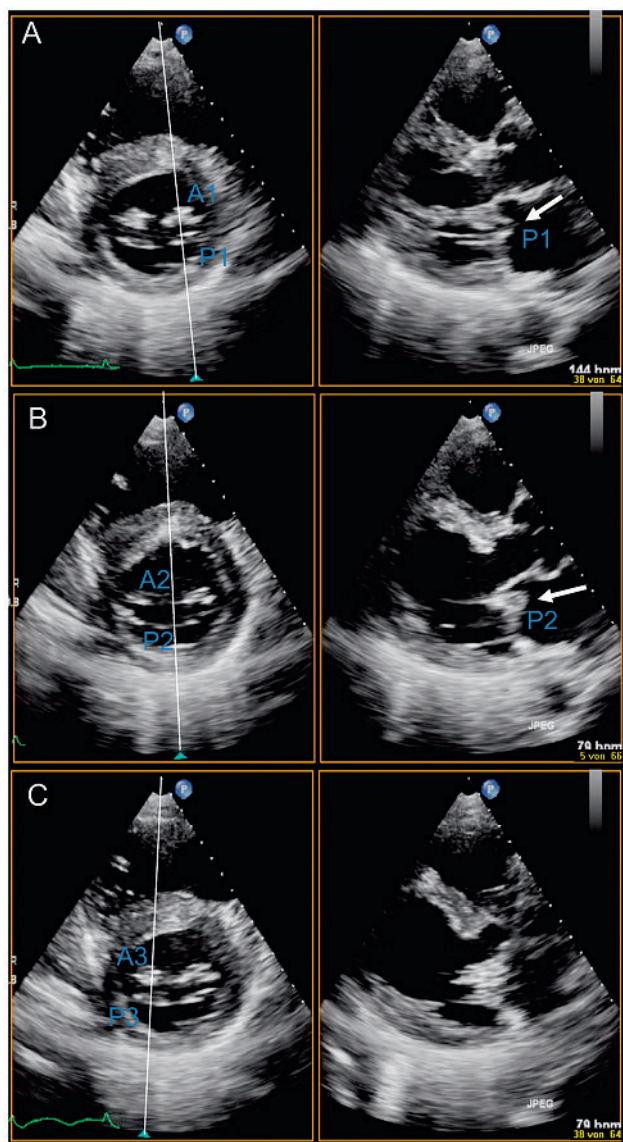 A
P
P
A1
P1
P1
R
JPEG
144 bpm
38 von 64
B
P
P
A2
P2
P2
R
JPEG
79 bpm
5 von 66
C
P
P
A3
P3
R
JPEG
79 bpm
38 von 64